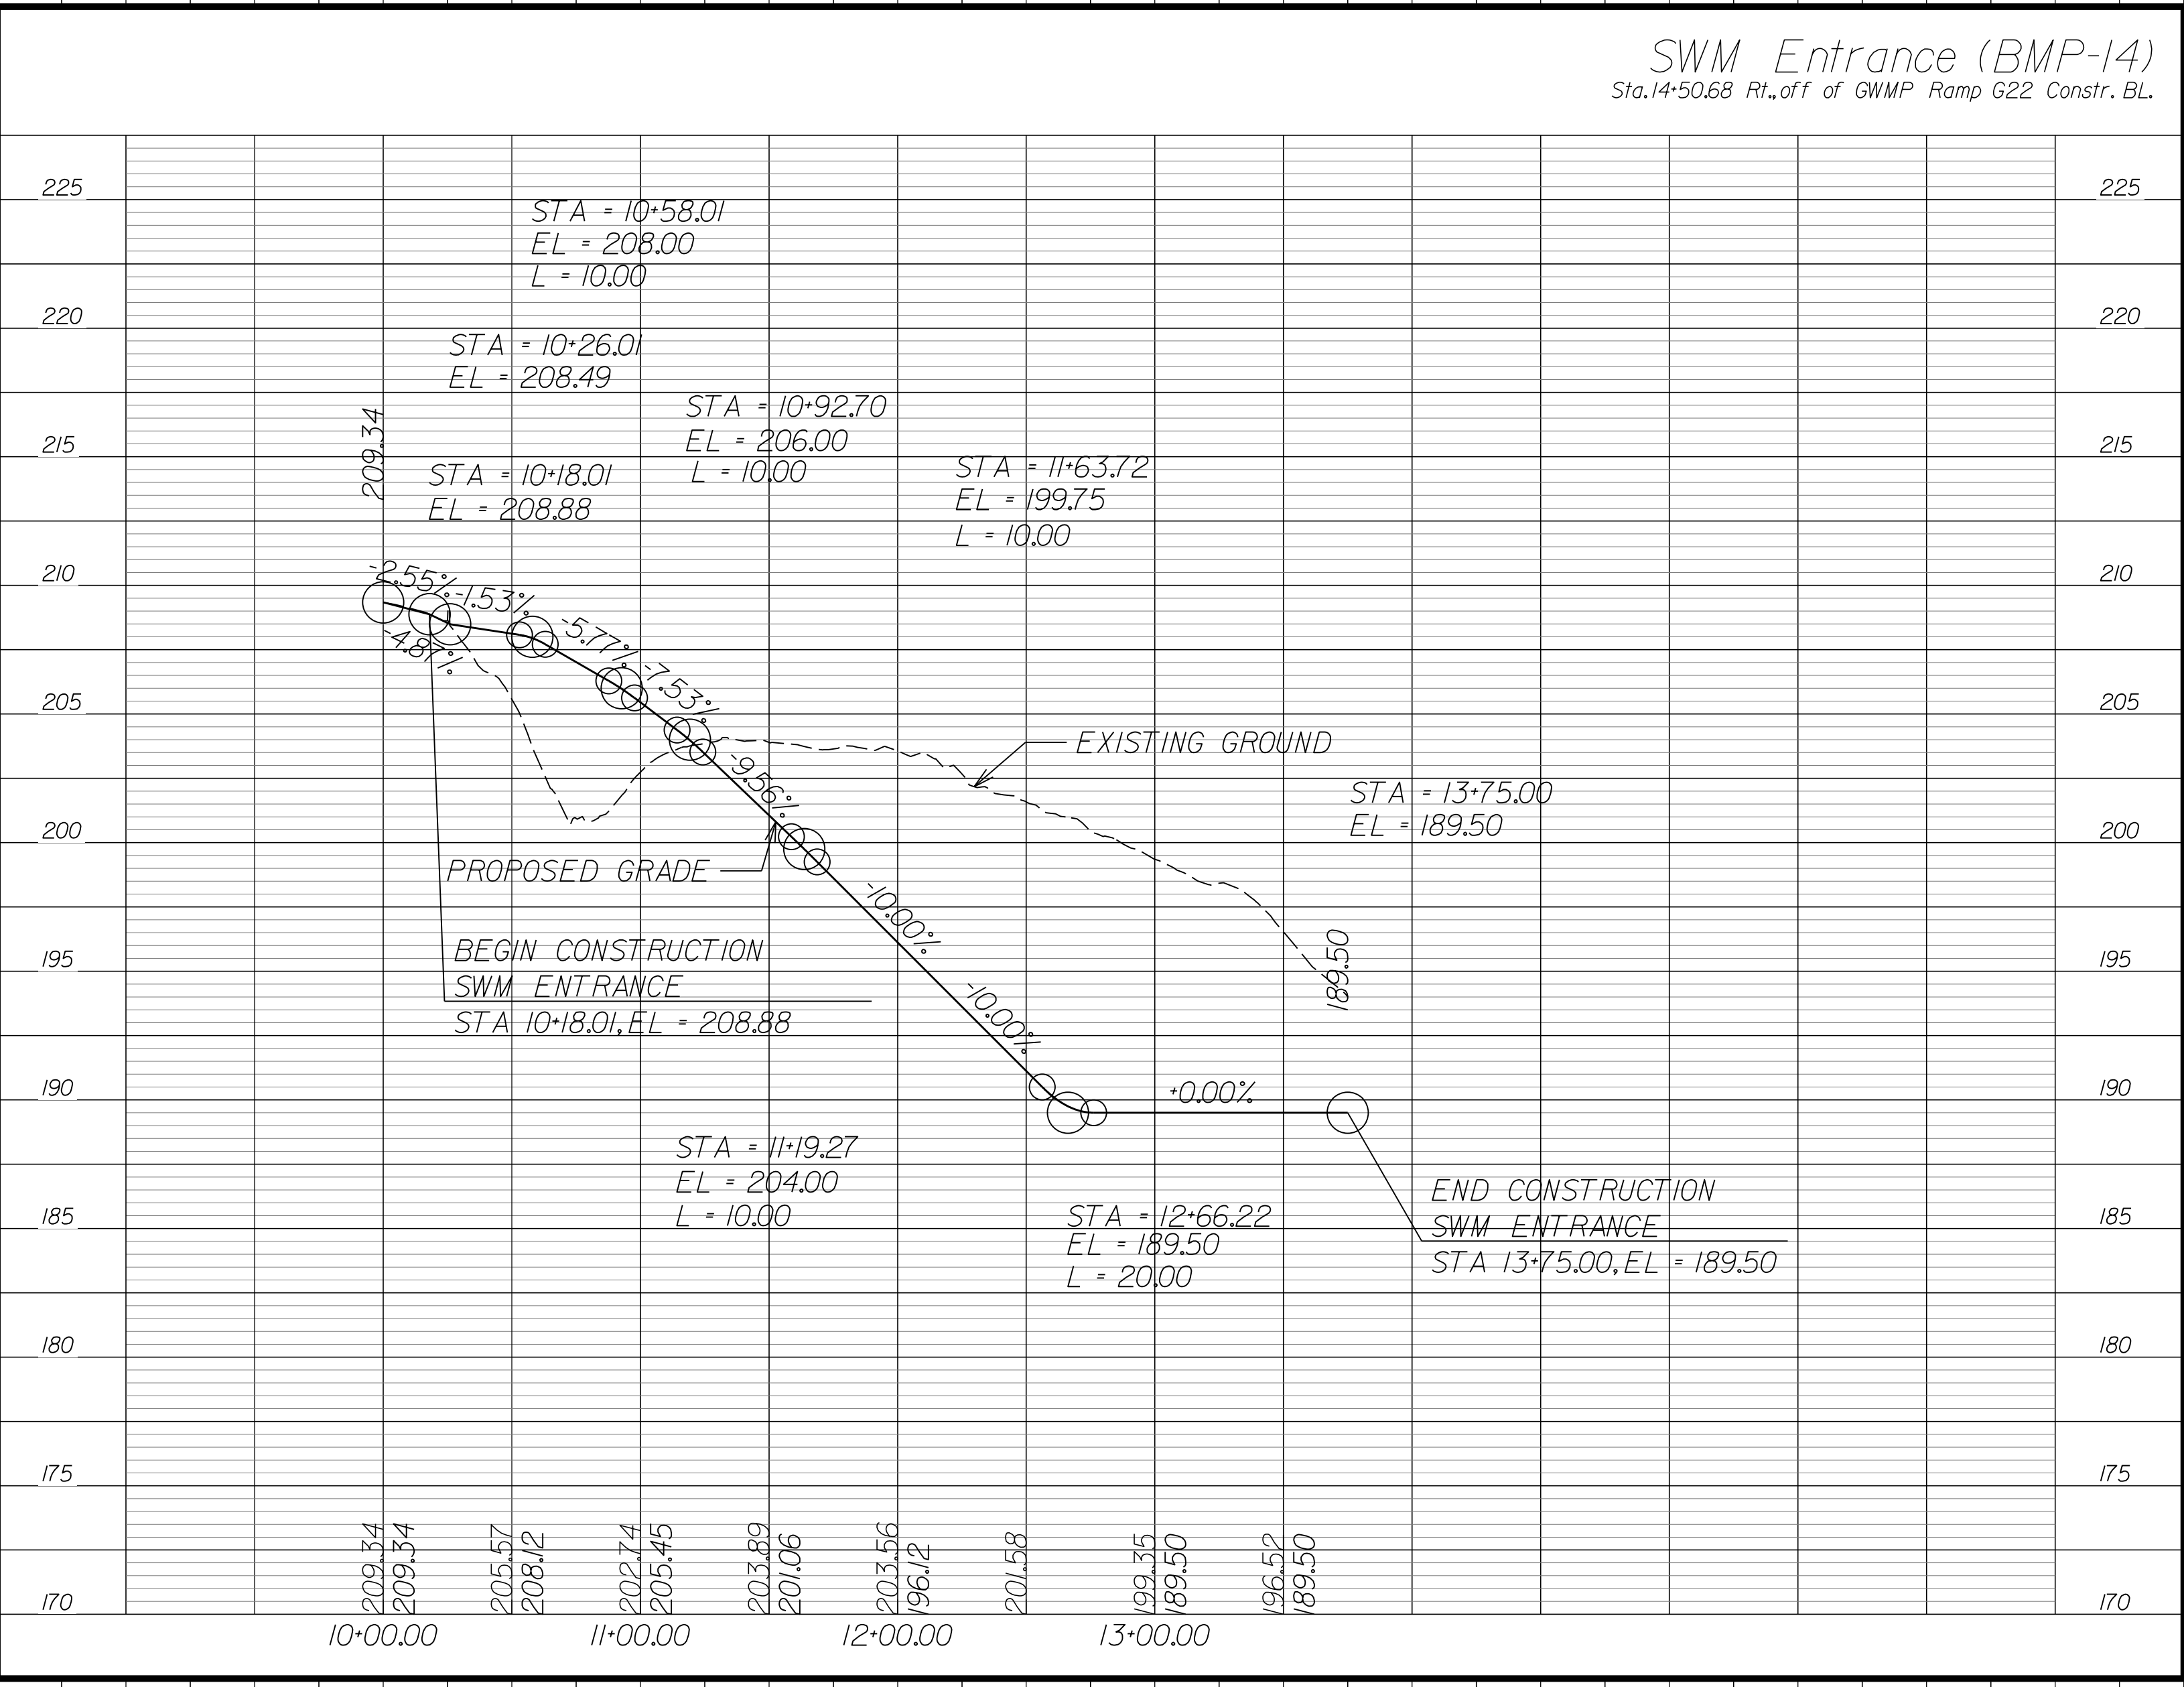 SWM Entrance (BMP-14)
Sta. 14+50.68 Rt., off of GWMP Ramp G22 Constr. BL.
225
225
STA = 10+58.01
EL = 208.00
L = 10.00
220
220
STA = 10+26.01
EL = 208.49
209.34
STA = 10+92.70
EL = 206.00
L = 10.00
215
215
STA = 10+18.01
EL = 208.88
STA = 11+63.72
EL = 199.75
L = 10.00
210
210
-2.55%
-1.53%
-4.87%
-5.77%
-7.53%
205
205
EXISTING GROUND
-9.56%
STA = 13+75.00
EL = 189.50
200
200
PROPOSED GRADE
-10.00%
BEGIN CONSTRUCTION
SWM ENTRANCE
STA 10+18.01, EL = 208.88
195
195
189.50
-10.00%
190
190
+0.00%
STA = 11+19.27
EL = 204.00
L = 10.00
END CONSTRUCTION
SWM ENTRANCE
STA 13+75.00, EL = 189.50
185
185
STA = 12+66.22
EL = 189.50
L = 20.00
180
180
175
175
209.34
209.34
205.57
208.12
202.74
205.45
203.89
201.06
203.56
196.12
201.58
199.35
189.50
196.52
189.50
170
170
10+00.00
11+00.00
12+00.00
13+00.00